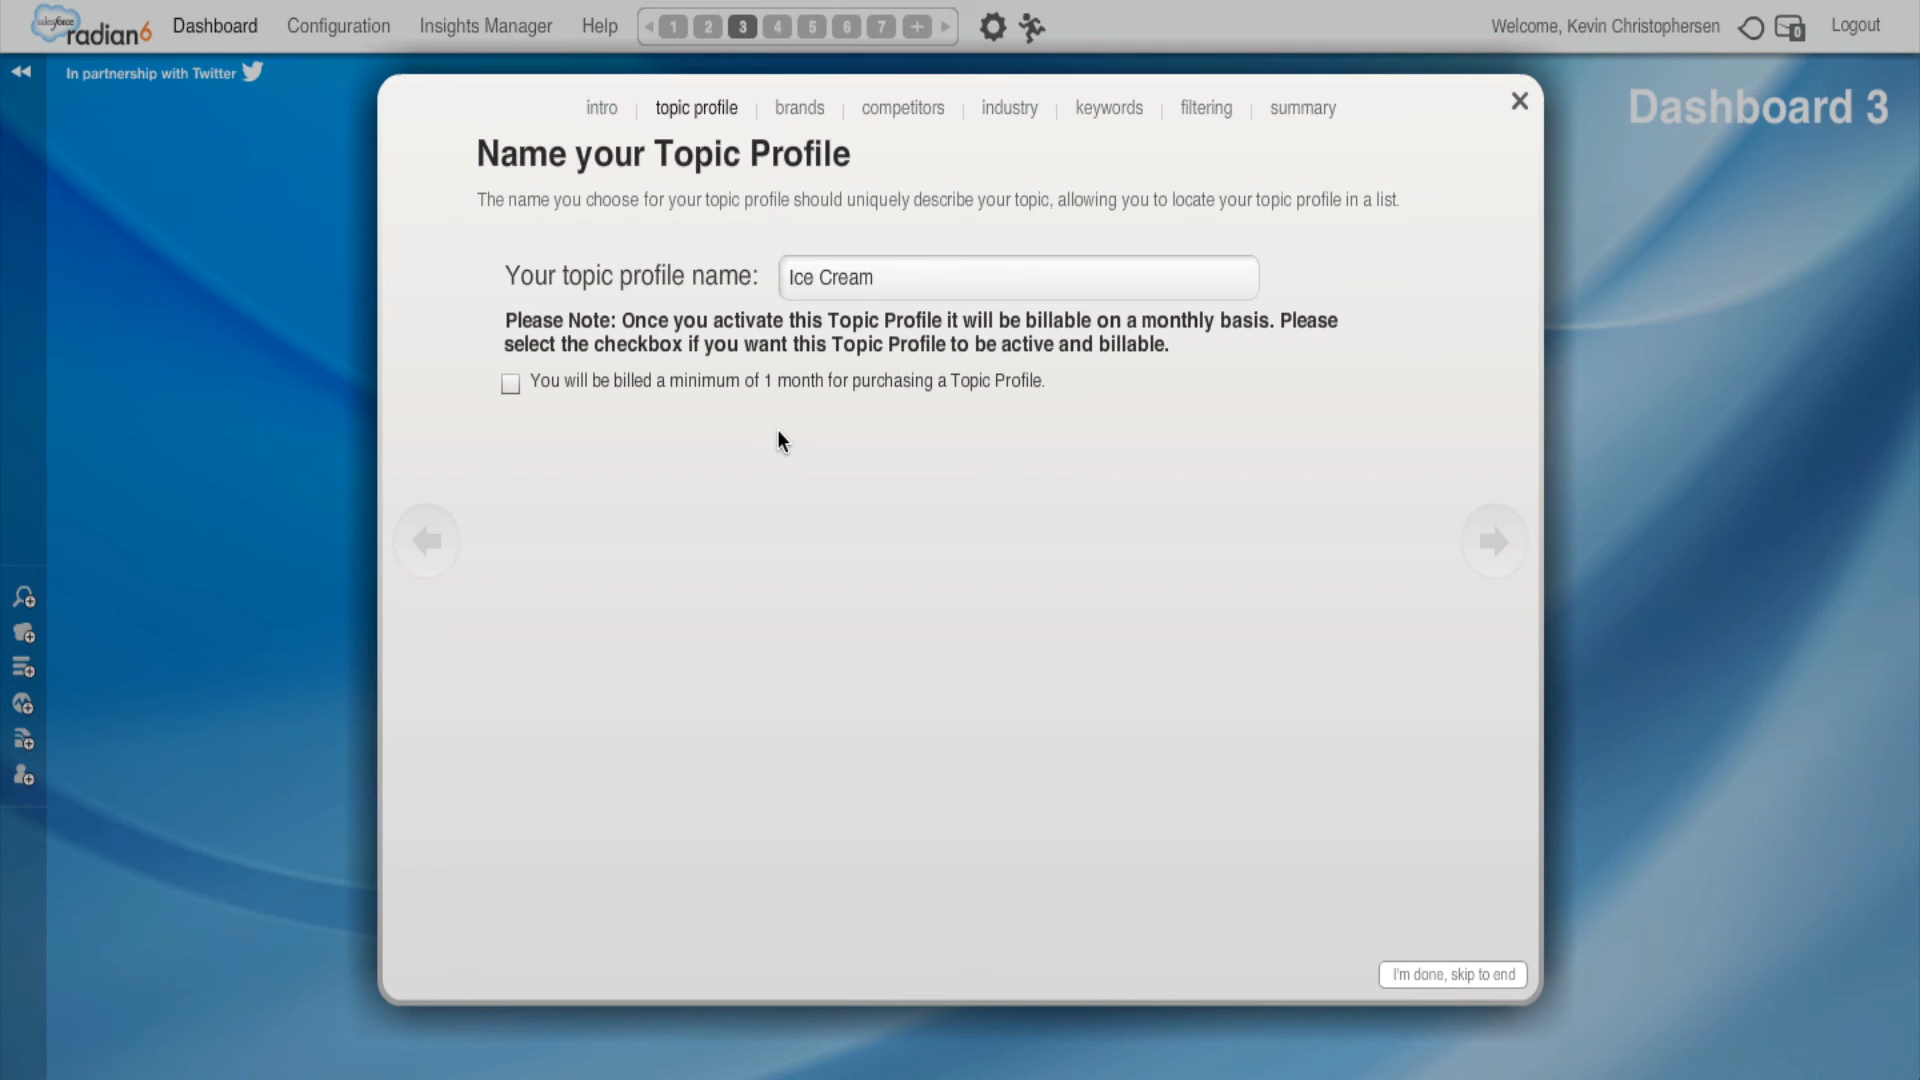 salesforce
radian6 Dashboard Configuration Insights Manager Help 1 2 3 4 5 6 7 + Welcome, Kevin Christophersen 0 Logout
In partnership with Twitter
Dashboard 3
intro topic profile brands competitors industry keywords filtering summary
Name your Topic Profile
The name you choose for your topic profile should uniquely describe your topic, allowing you to locate your topic profile in a list.
Your topic profile name: Ice Cream
Please Note: Once you activate this Topic Profile it will be billable on a monthly basis. Please
select the checkbox if you want this Topic Profile to be active and billable.
You will be billed a minimum of 1 month for purchasing a Topic Profile.
I'm done, skip to end